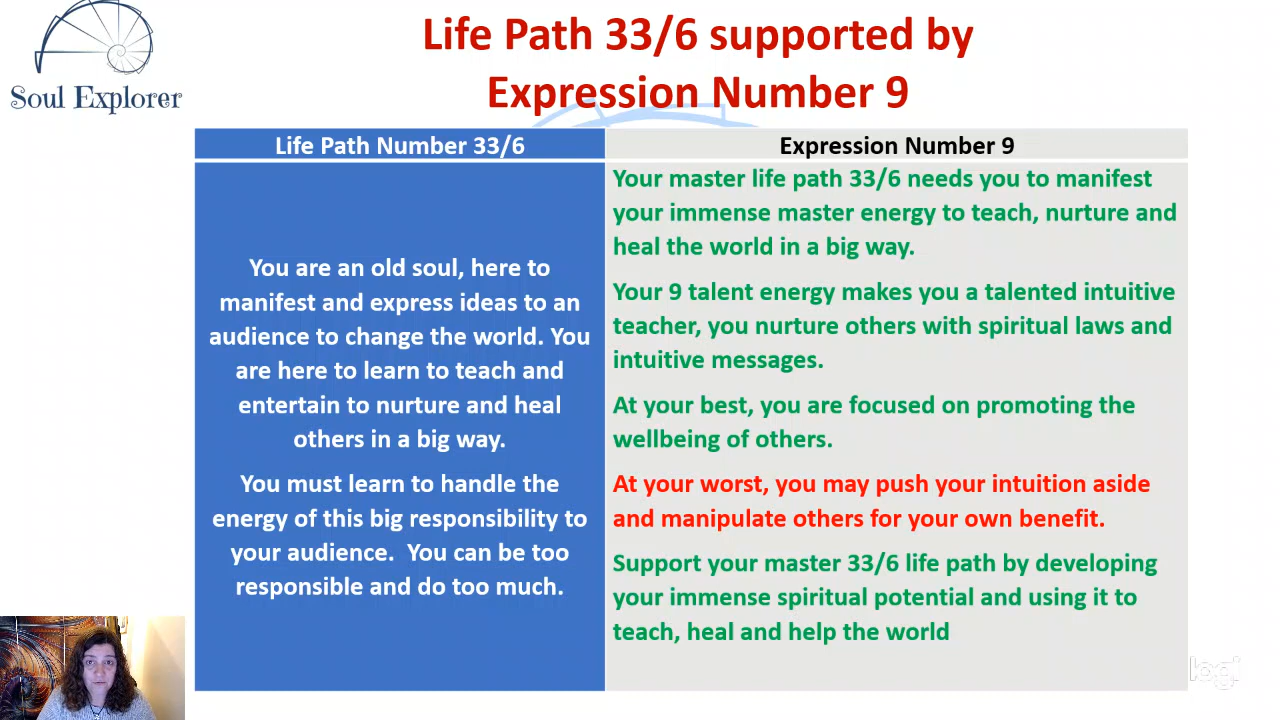 Soul Explorer
Life Path 33/6 supported by
Expression Number 9
Life Path Number 33/6
Expression Number 9
You are an old soul, here to
manifest and express ideas to an
audience to change the world. You
are here to learn to teach and
entertain to nurture and heal
others in a big way.
You must learn to handle the
energy of this big responsibility to
your audience. You can be too
responsible and do too much.
Your master life path 33/6 needs you to manifest
your immense master energy to teach, nurture and
heal the world in a big way.
Your 9 talent energy makes you a talented intuitive
teacher, you nurture others with spiritual laws and
intuitive messages.
At your best, you are focused on promoting the
wellbeing of others.
At your worst, you may push your intuition aside
and manipulate others for your own benefit.
Support your master 33/6 life path by developing
your immense spiritual potential and using it to
teach, heal and help the world
logi